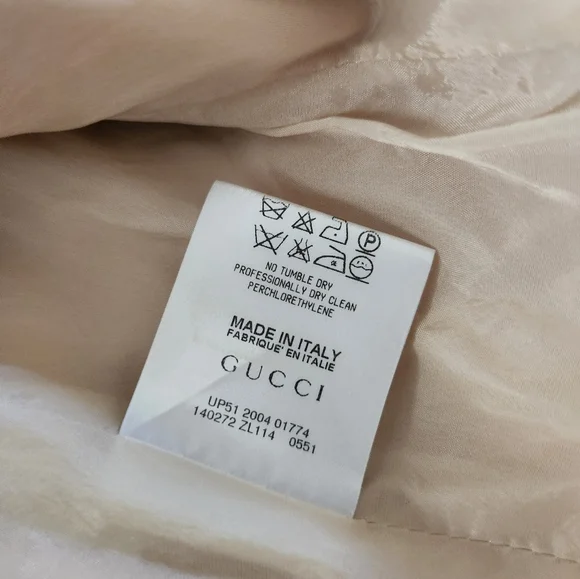 P
NO TUMBLE DRY
PROFESSIONALLY DRY CLEAN
PERCHLORETHYLENE
MADE IN ITALY
FABRIQUE' EN ITALIE
GUCCI
UP51 2004 01774
140272 ZL114 0551